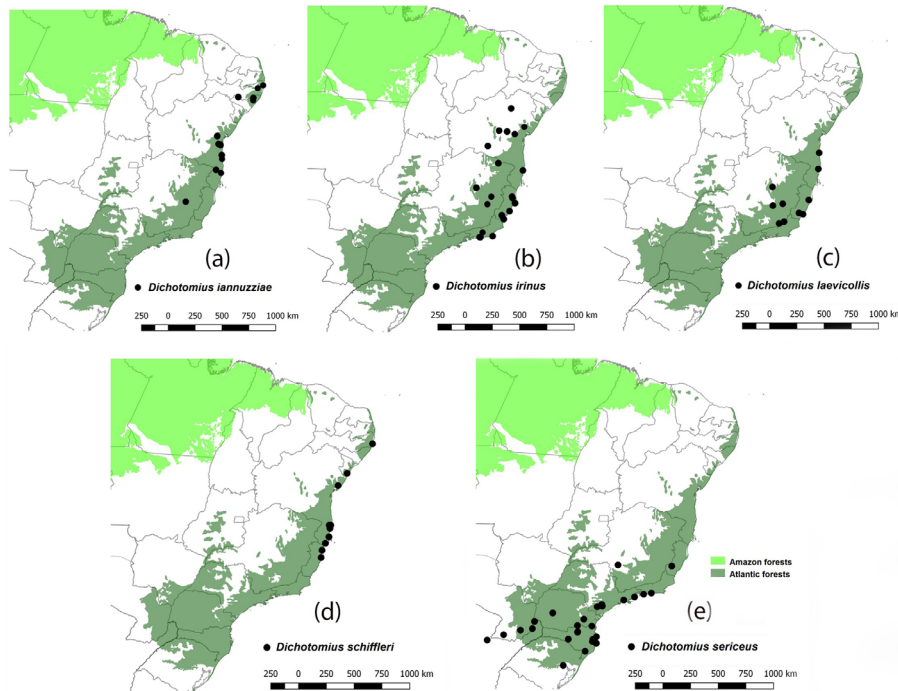 (a)
Dichotomius iannuzziae
250 0 250 500 750 1000 km
(b)
Dichotomius irinus
250 0 250 500 750 1000 km
(c)
Dichotomius laevicollis
250 0 250 500 750 1000 km
(d)
Dichotomius schiffleri
250 0 250 500 750 1000 km
Amazon forests
Atlantic forests
(e)
Dichotomius sericeus
250 0 250 500 750 1000 km